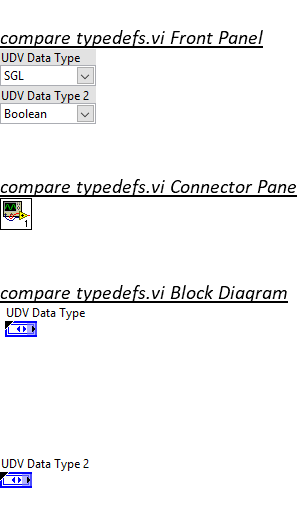 compare typedefs.vi Front Panel
UDV Data Type
SGL
UDV Data Type 2
Boolean
compare typedefs.vi Connector Pane
1
compare typedefs.vi Block Diagram
UDV Data Type
UDV Data Type 2